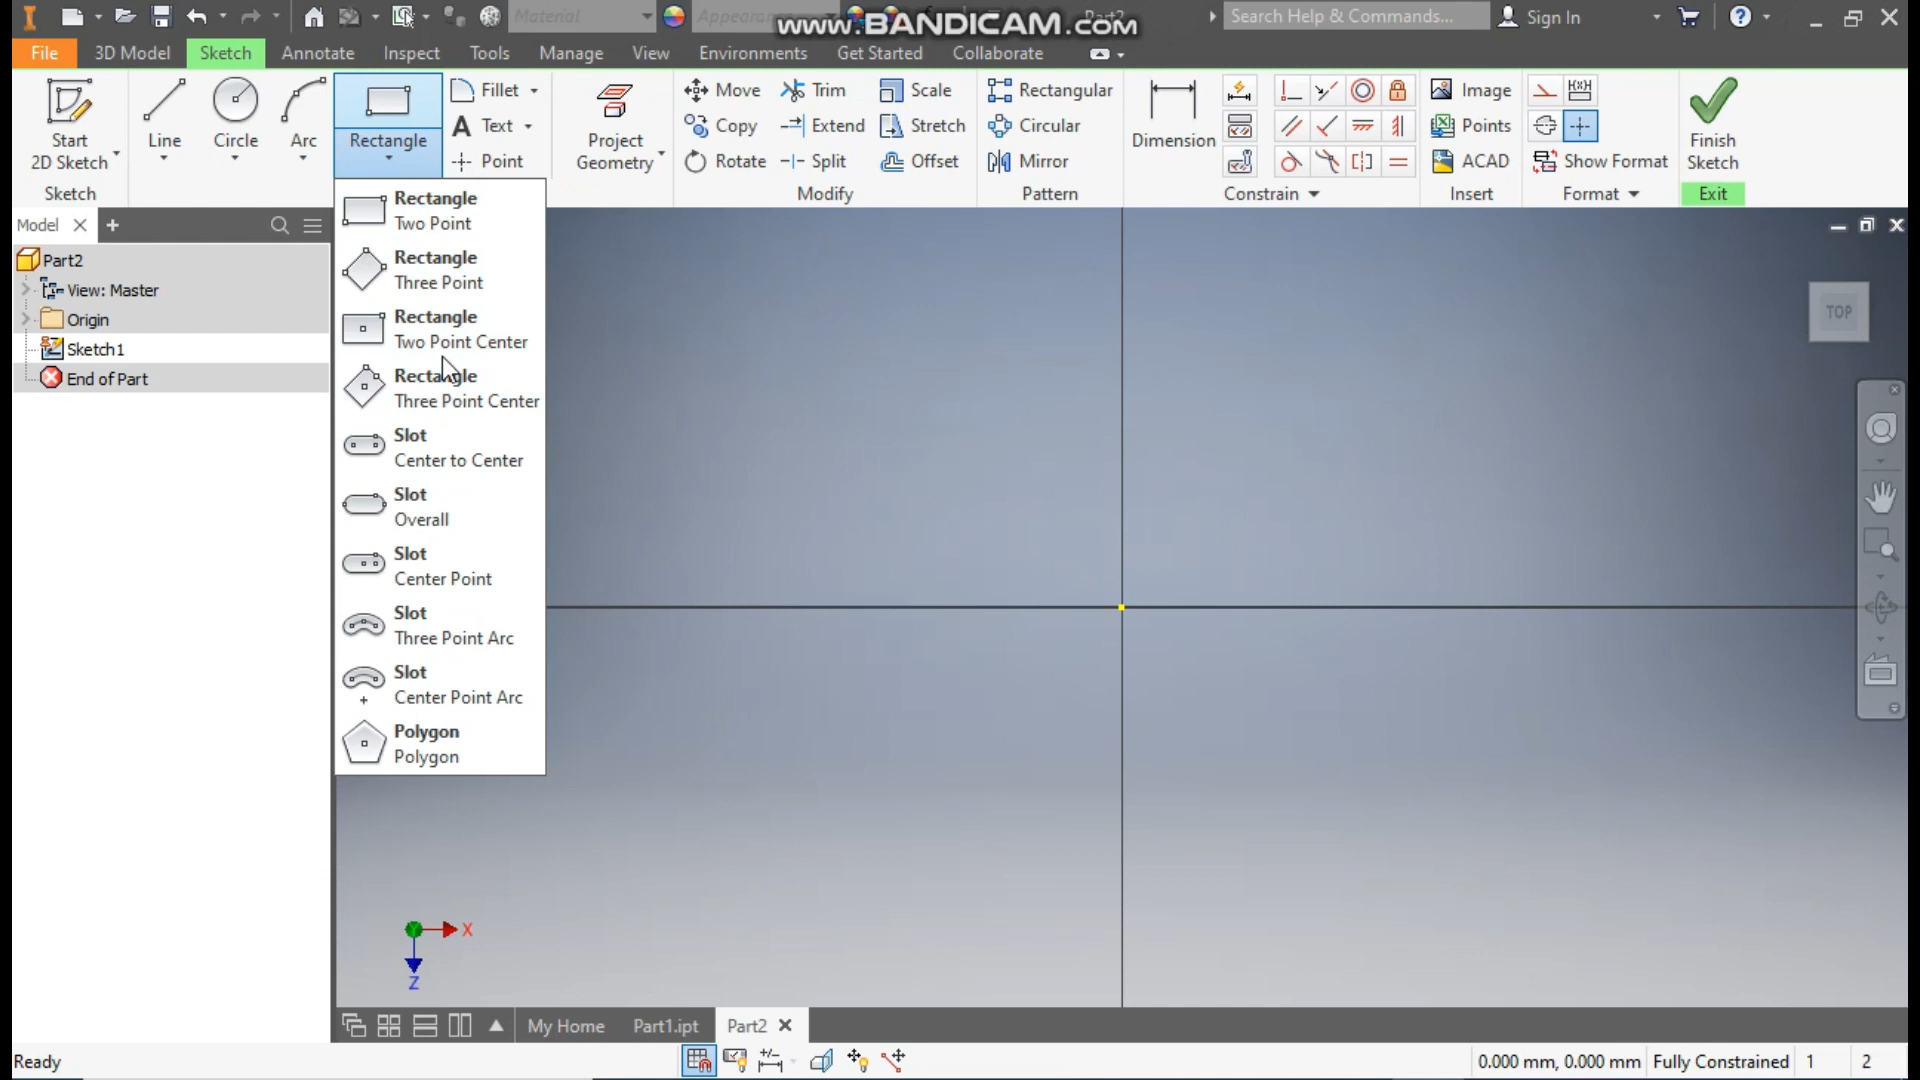 Material
Appearance
Part2
www.BANDICAM.com
Search Help & Commands...
Sign In
File
3D Model
Sketch
Annotate
Inspect
Tools
Manage
View
Environments
Get Started
Collaborate
Start
2D Sketch
Line
Circle
Arc
Rectangle
Fillet
Text
Point
Project
Geometry
Move
Copy
Rotate
Trim
Extend
Split
Scale
Stretch
Offset
Rectangular
Circular
Mirror
Dimension
Image
Points
ACAD
Show Format
Finish
Sketch
Sketch
Modify
Pattern
Constrain
Insert
Format
Exit
Model
Part2
View: Master
Origin
Sketch1
End of Part
Rectangle
Two Point
Rectangle
Three Point
Rectangle
Two Point Center
Rectangle
Three Point Center
Slot
Center to Center
Slot
Overall
Slot
Center Point
Slot
Three Point Arc
Slot
Center Point Arc
Polygon
Polygon
TOP
X
Z
My Home
Part1.ipt
Part2
Ready
0.000 mm, 0.000 mm
Fully Constrained
1
2